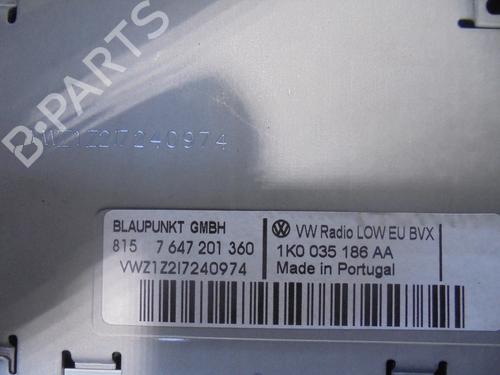 B-PARTS
VWZ1Z2I7240974
BLAUPUNKT GMBH
815 7 647 201 360
VWZ1Z2I7240974
VW Radio LOW EU BVX
1K0 035 186 AA
Made in Portugal